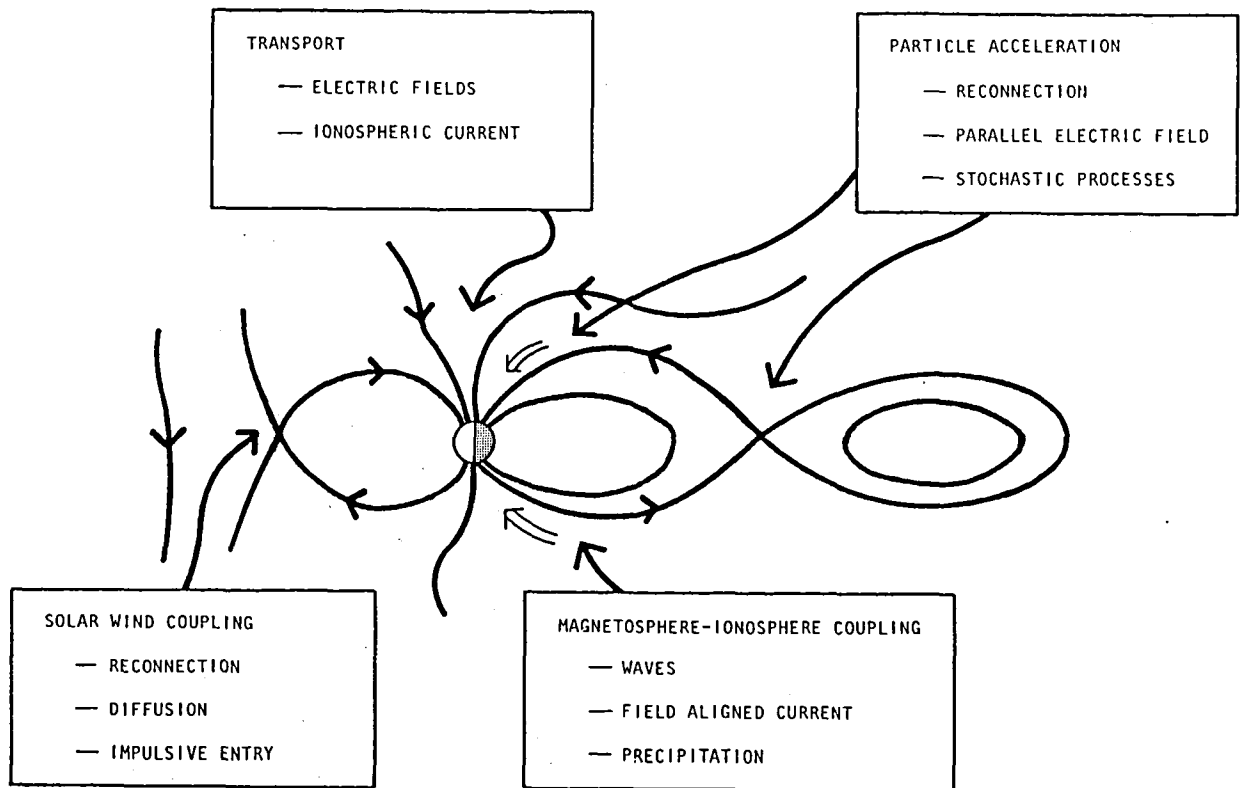 TRANSPORT
— ELECTRIC FIELDS
— IONOSPHERIC CURRENT
PARTICLE ACCELERATION
— RECONNECTION
— PARALLEL ELECTRIC FIELD
— STOCHASTIC PROCESSES
SOLAR WIND COUPLING
— RECONNECTION
— DIFFUSION
— IMPULSIVE ENTRY
MAGNETOSPHERE-IONOSPHERE COUPLING
— WAVES
— FIELD ALIGNED CURRENT
— PRECIPITATION